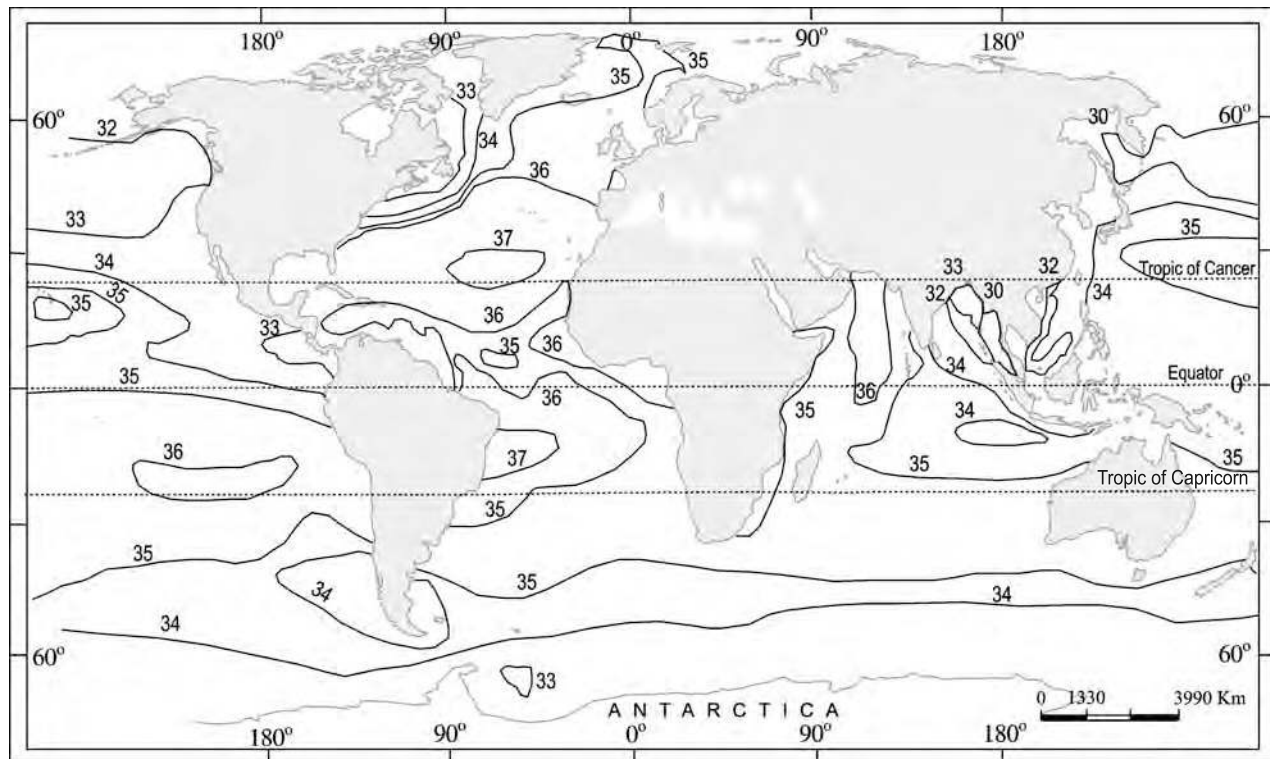 180° 90° 0° 90° 180°
33 35 35
60° 32 34 30 60°
36
33 35
37
34 33 32 Tropic of Cancer
35 35 32 30 34
36
33 35 36 34
35 36 Equator 0°
36 35 34
36 37 35 35
Tropic of Capricorn
35
35 35 34
34
34
60° 60°
33
0 1330 3990 Km
ANTARCTICA
180° 90° 0° 90° 180°